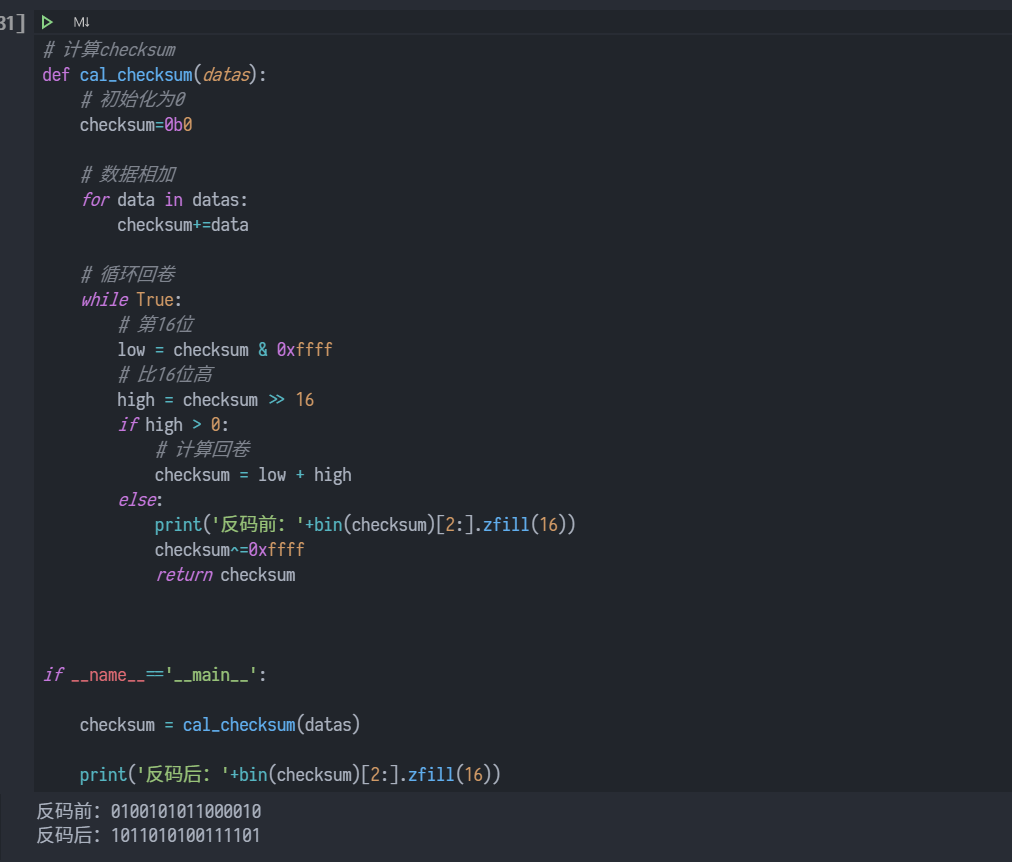 31]
M↓
# 计算checksum
def cal_checksum(datas):
    # 初始化为0
    checksum=0b0
    # 数据相加
    for data in datas:
        checksum+=data
    # 循环回卷
    while True:
        # 第16位
        low = checksum & 0xffff
        # 比16位高
        high = checksum >> 16
        if high > 0:
            # 计算回卷
            checksum = low + high
        else:
            print('反码前：'+bin(checksum)[2:].zfill(16))
            checksum^=0xffff
            return checksum
if __name__=='__main__':
    checksum = cal_checksum(datas)
    print('反码后：'+bin(checksum)[2:].zfill(16))
反码前：0100101011000010
反码后：1011010100111101